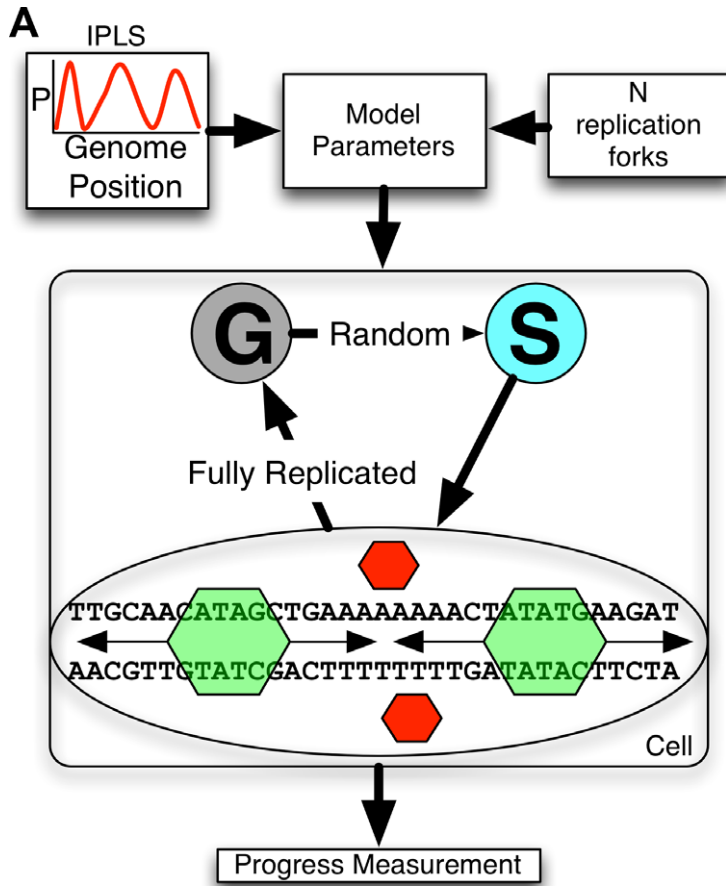 A
IPLS
P
Genome
Position
Model
Parameters
N
replication
forks
G
Random
S
Fully Replicated
TTGCAACATAGCTGAAAAAAAACTATATGAAGAT
AACGTTGTATCGACTTTTTTTTGATATACTTCTA
Cell
Progress Measurement